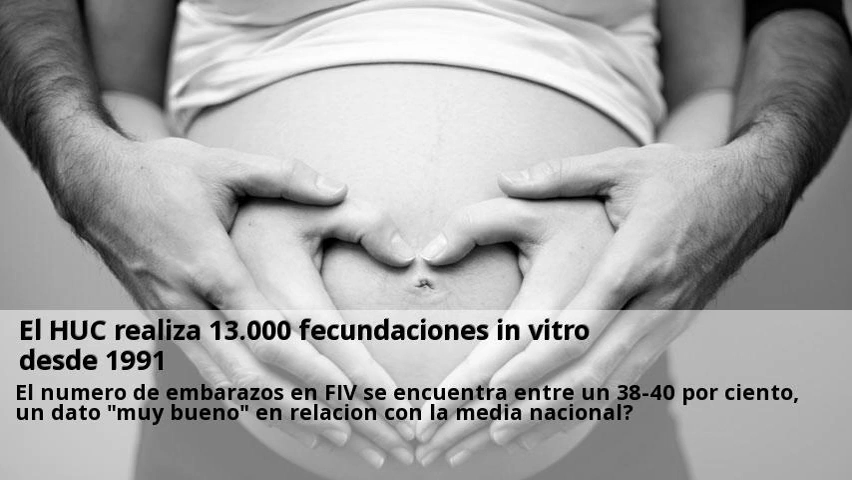 El HUC realiza 13.000 fecundaciones in vitro
desde 1991
El numero de embarazos en FIV se encuentra entre un 38-40 por ciento,
un dato "muy bueno" en relacion con la media nacional?